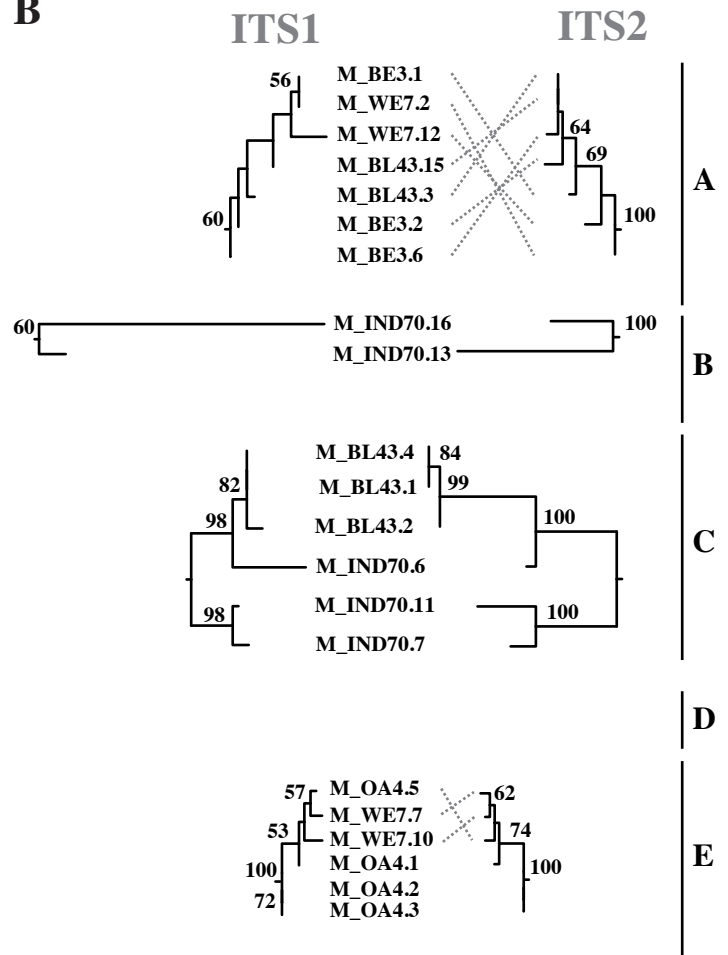 B
ITS1 ITS2
56 M_BE3.1
M_WE7.2
M_WE7.12 64
M_BL43.15 69
A
M_BL43.3
60 M_BE3.2 100
M_BE3.6
60 M_IND70.16 100
M_IND70.13
B
M_BL43.4 84
82 M_BL43.1 99
98 M_BL43.2 100
C
M_IND70.6
98 M_IND70.11 100
M_IND70.7
D
57 M_OA4.5 62
M_WE7.7
53 M_WE7.10 74
E
100 M_OA4.1 100
72 M_OA4.2
M_OA4.3